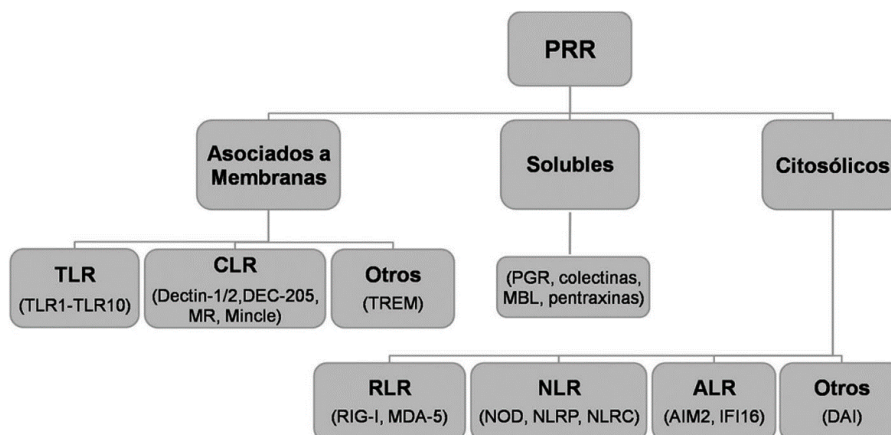 PRR
Asociados a
Membranas
Solubles
Citosólicos
TLR
(TLR1-TLR10)
CLR
(Dectin-1/2,DEC-205,
MR, Mincle)
Otros
(TREM)
(PGR, colectinas,
MBL, pentraxinas)
RLR
(RIG-I, MDA-5)
NLR
(NOD, NLRP, NLRC)
ALR
(AIM2, IFI16)
Otros
(DAI)